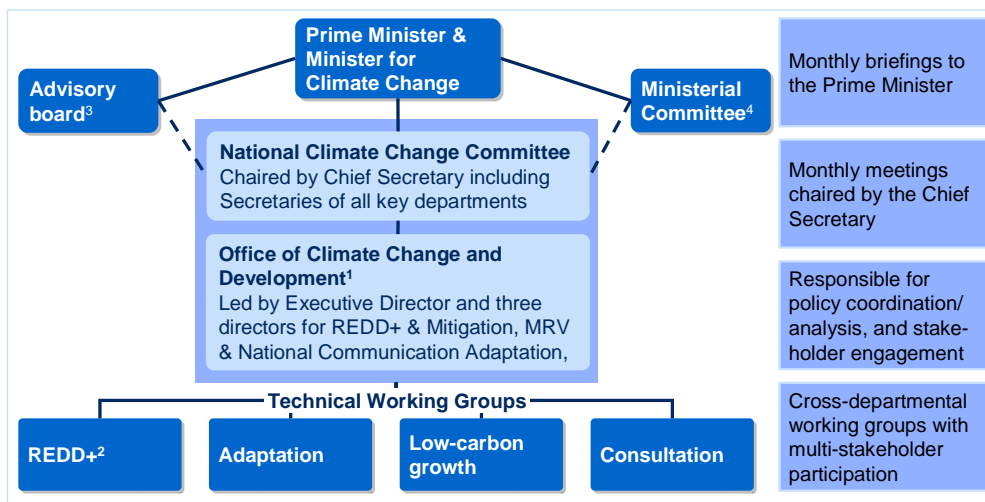 Prime Minister &
Minister for
Climate Change
Advisory
board³
Ministerial
Committee⁴
Monthly briefings to
the Prime Minister
National Climate Change Committee
Chaired by Chief Secretary including
Secretaries of all key departments
Monthly meetings
chaired by the Chief
Secretary
Office of Climate Change and
Development¹
Led by Executive Director and three
directors for REDD+ & Mitigation, MRV
& National Communication Adaptation,
Responsible for
policy coordination/
analysis, and stake-
holder engagement
Technical Working Groups
REDD+²
Adaptation
Low-carbon
growth
Consultation
Cross-departmental
working groups with
multi-stakeholder
participation